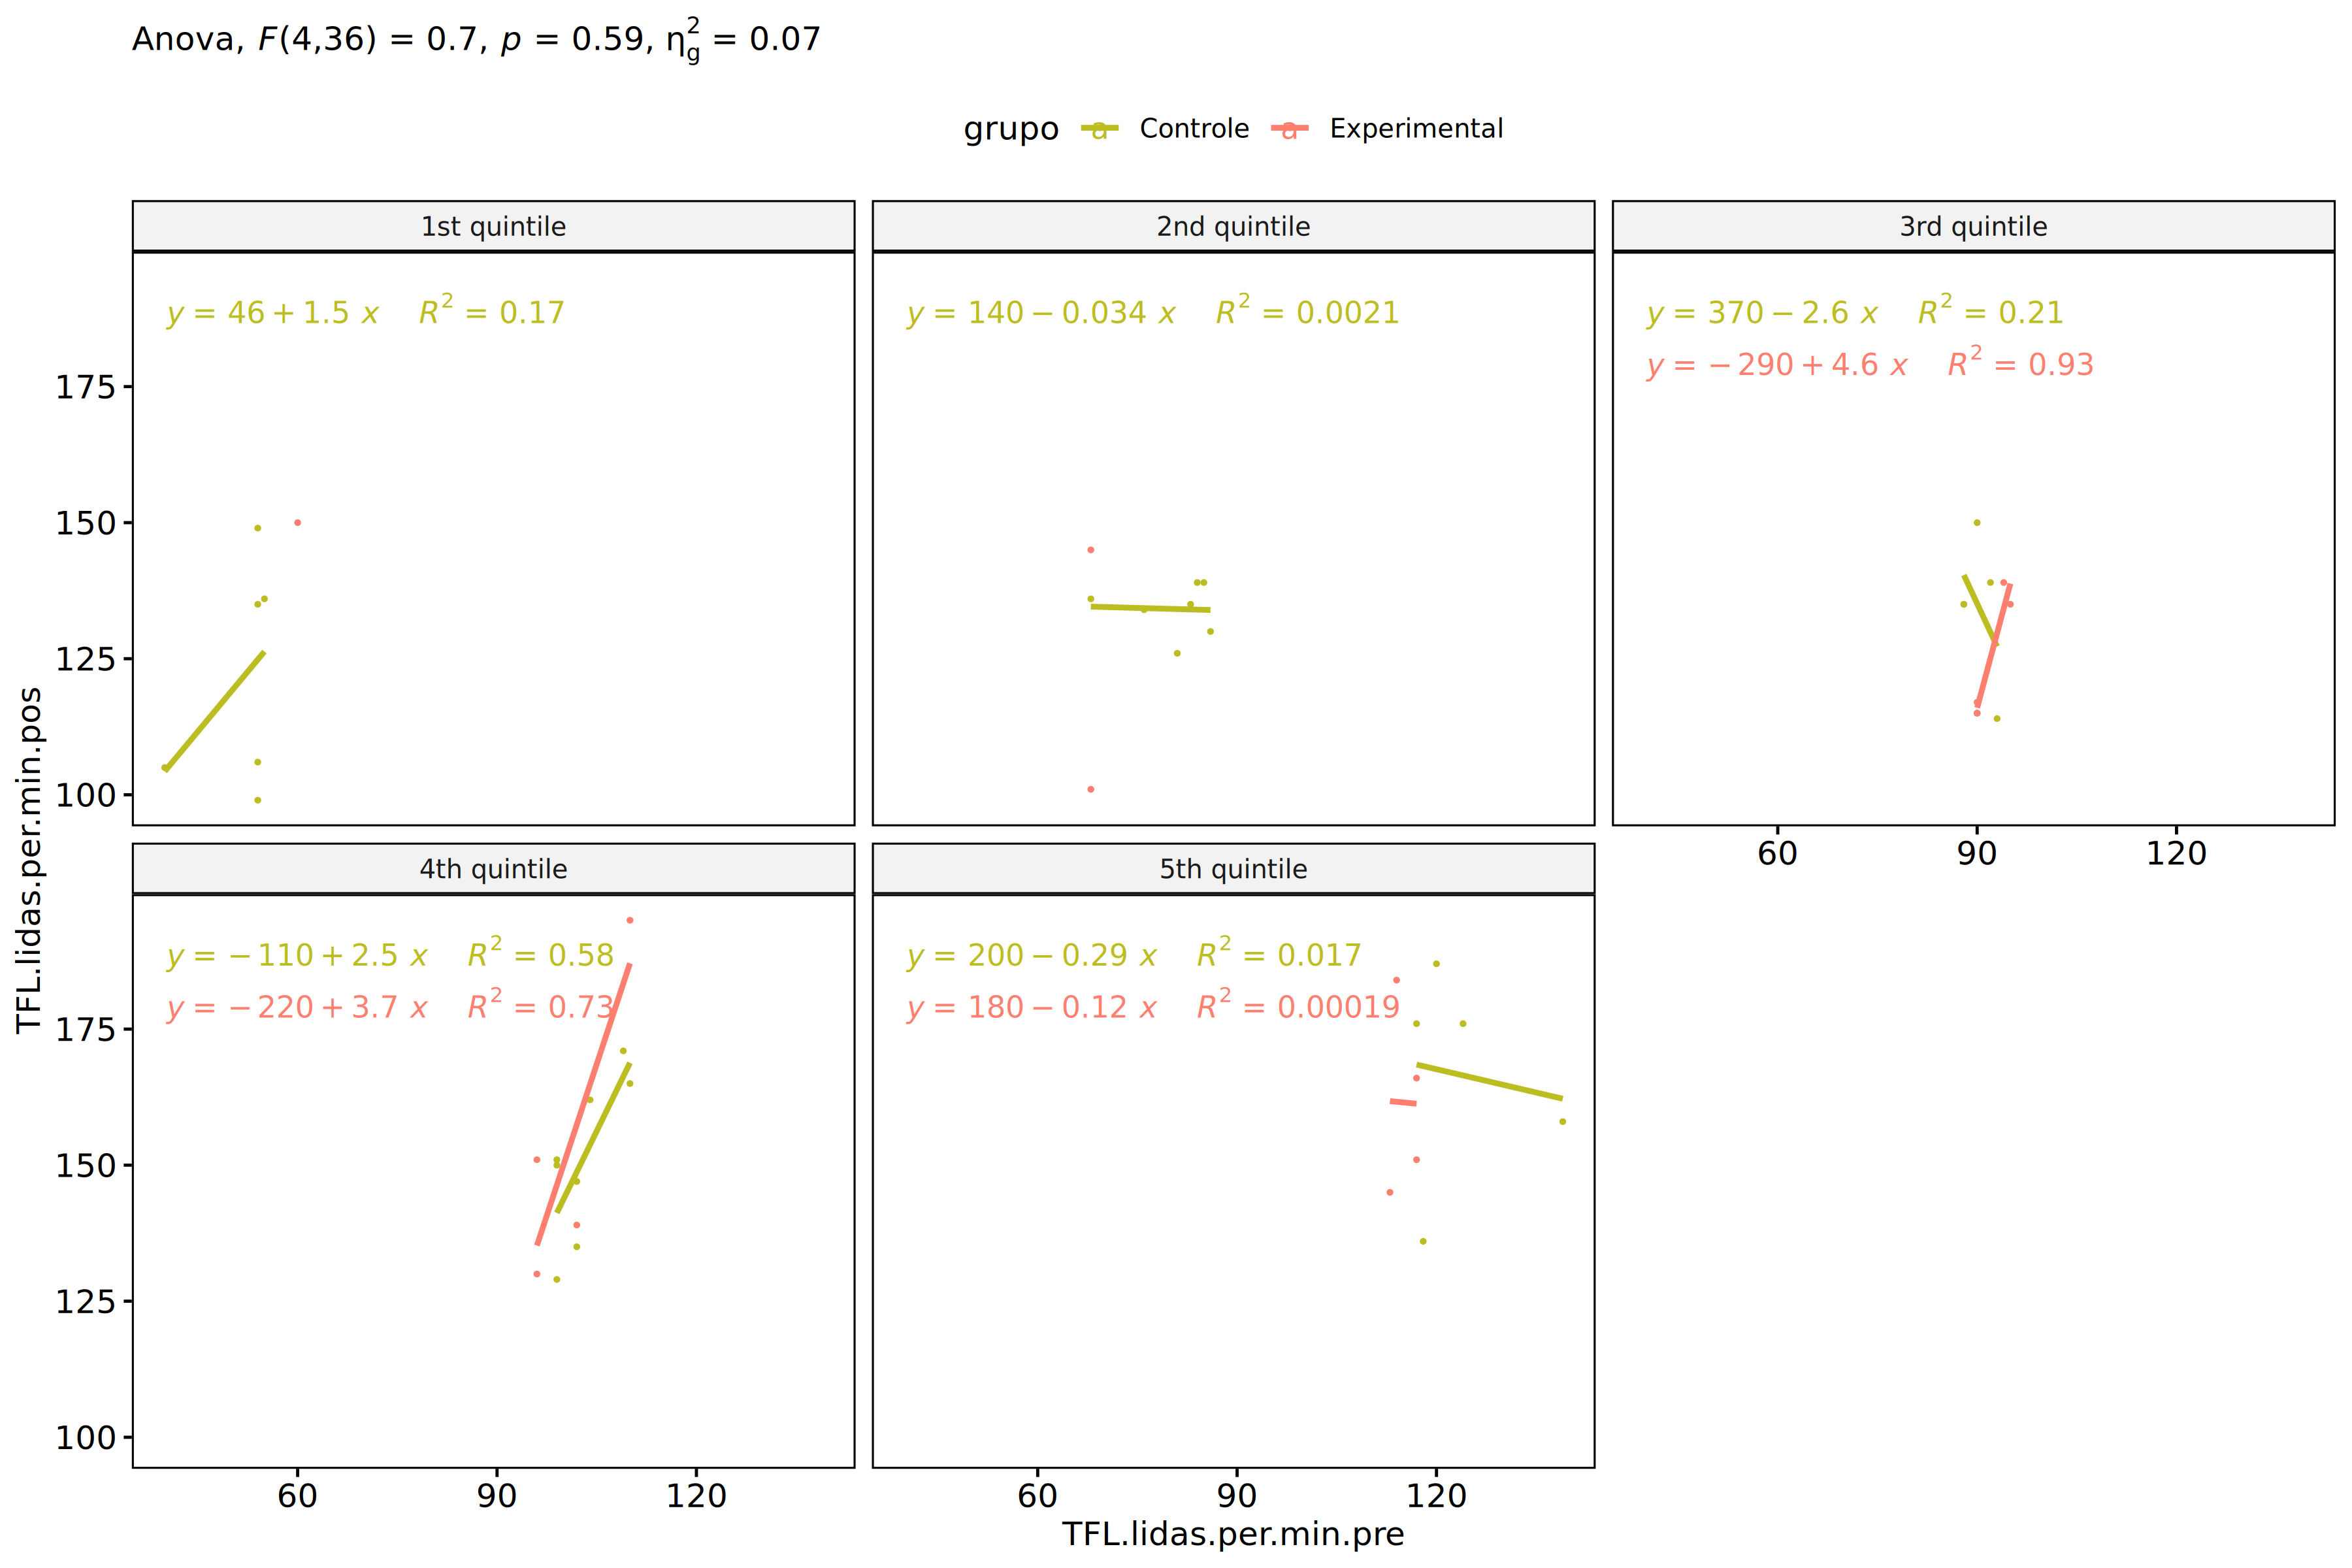 Anova, F(4,36) = 0.7, p = 0.59, η²g = 0.07
grupo a Controle a Experimental
1st quintile
2nd quintile
3rd quintile
y = 46 + 1.5 x R² = 0.17
y = 140 − 0.034 x R² = 0.0021
y = 370 − 2.6 x R² = 0.21
y = − 290 + 4.6 x R² = 0.93
175
150
125
100
60 90 120
4th quintile
5th quintile
y = − 110 + 2.5 x R² = 0.58
y = − 220 + 3.7 x R² = 0.73
y = 200 − 0.29 x R² = 0.017
y = 180 − 0.12 x R² = 0.00019
175
150
125
100
60 90 120
60 90 120
TFL.lidas.per.min.pos
TFL.lidas.per.min.pre